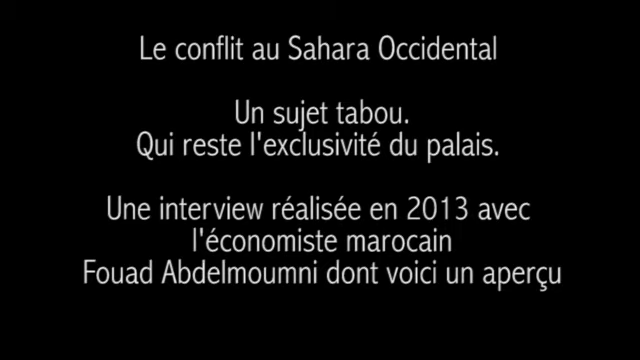 Le conflit au Sahara Occidental
Un sujet tabou.
Qui reste l'exclusivité du palais.
Une interview réalisée en 2013 avec
l'économiste marocain
Fouad Abdelmoumni dont voici un aperçu